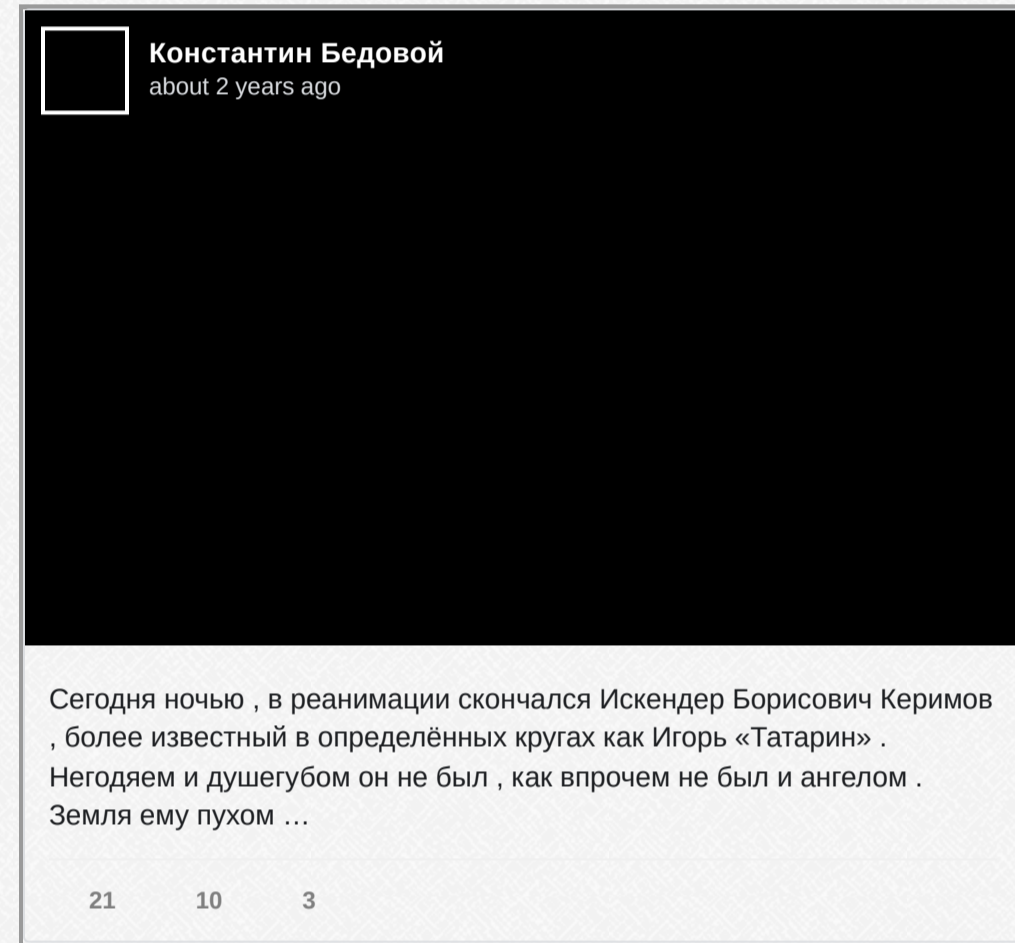 Константин Бедовой
about 2 years ago
Сегодня ночью , в реанимации скончался Искендер Борисович Керимов
, более известный в определённых кругах как Игорь «Татарин» .
Негодяем и душегубом он не был , как впрочем не был и ангелом .
Земля ему пухом …
21 10 3